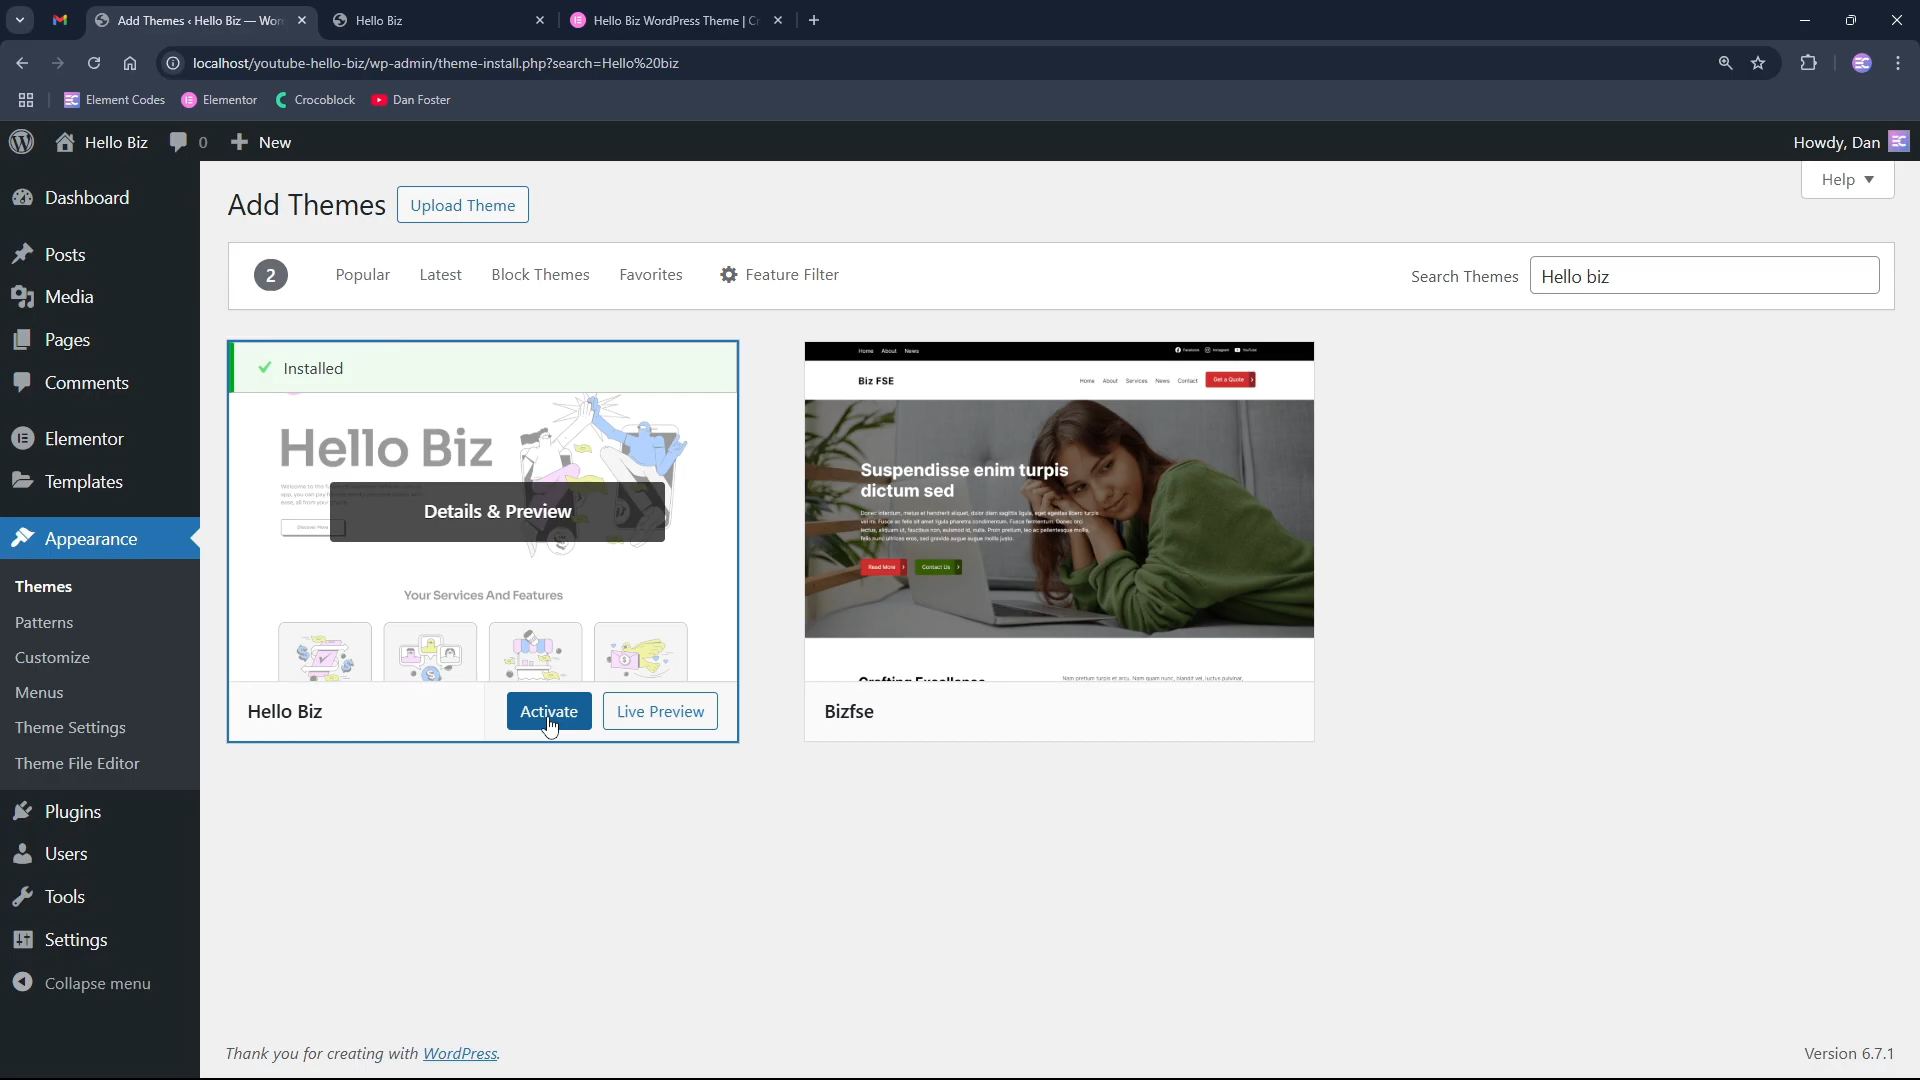 Add Themes ‹ Hello Biz — Wor
Hello Biz
Hello Biz WordPress Theme | Cr
localhost/youtube-hello-biz/wp-admin/theme-install.php?search=Hello%20biz
Element Codes
Elementor
Crocoblock
Dan Foster
Hello Biz
0
New
Howdy, Dan
Dashboard
Posts
Media
Pages
Comments
Elementor
Templates
Appearance
Themes
Patterns
Customize
Menus
Theme Settings
Theme File Editor
Plugins
Users
Tools
Settings
Collapse menu
Help
Add Themes
Upload Theme
2
Popular
Latest
Block Themes
Favorites
Feature Filter
Search Themes
Hello biz
Installed
Hello Biz
Details & Preview
Your Services And Features
Hello Biz
Activate
Live Preview
Home About News
Facebook Instagram YouTube
Biz FSE
Home About Services News Contact
Get a Quote
Suspendisse enim turpis
dictum sed
Read More
Contact Us
Bizfse
Thank you for creating with WordPress.
Version 6.7.1